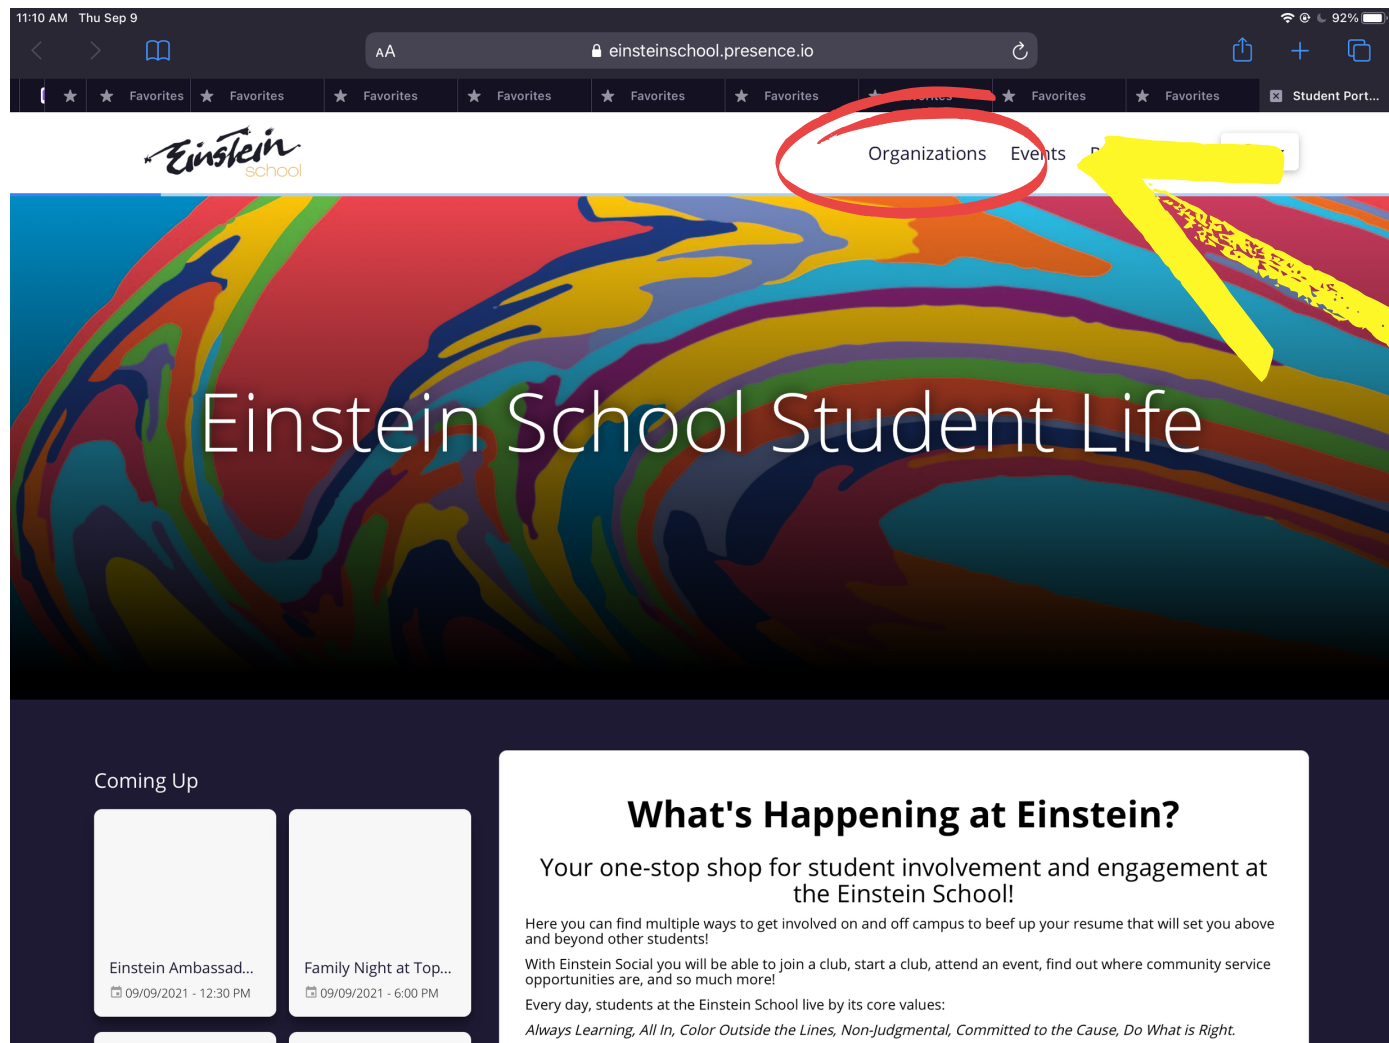 11:10 AM Thu Sep 9
92%
AA
einsteinschool.presence.io
Favorites Favorites Favorites Favorites Favorites Favorites Favorites Favorites Student Port...
Einstein
school
Organizations Events
Einstein School Student Life
Coming Up
Einstein Ambassad...
09/09/2021 - 12:30 PM
Family Night at Top...
09/09/2021 - 6:00 PM
What's Happening at Einstein?
Your one-stop shop for student involvement and engagement at
the Einstein School!
Here you can find multiple ways to get involved on and off campus to beef up your resume that will set you above
and beyond other students!
With Einstein Social you will be able to join a club, start a club, attend an event, find out where community service
opportunities are, and so much more!
Every day, students at the Einstein School live by its core values:
Always Learning, All In, Color Outside the Lines, Non-Judgmental, Committed to the Cause, Do What is Right.